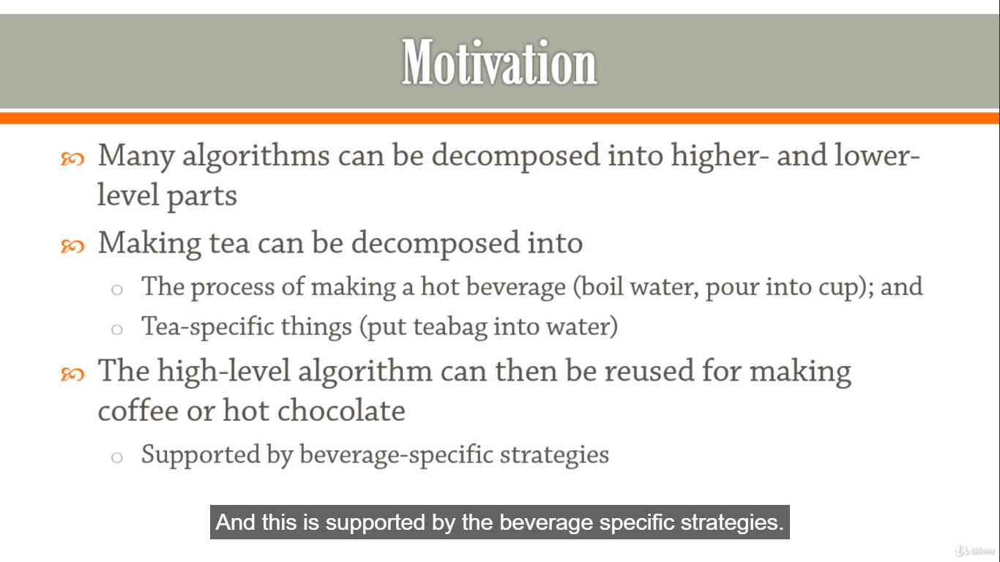 Motivation
Many algorithms can be decomposed into higher- and lower-
level parts
Making tea can be decomposed into
The process of making a hot beverage (boil water, pour into cup); and
Tea-specific things (put teabag into water)
The high-level algorithm can then be reused for making
coffee or hot chocolate
Supported by beverage-specific strategies
And this is supported by the beverage specific strategies.
Udemy